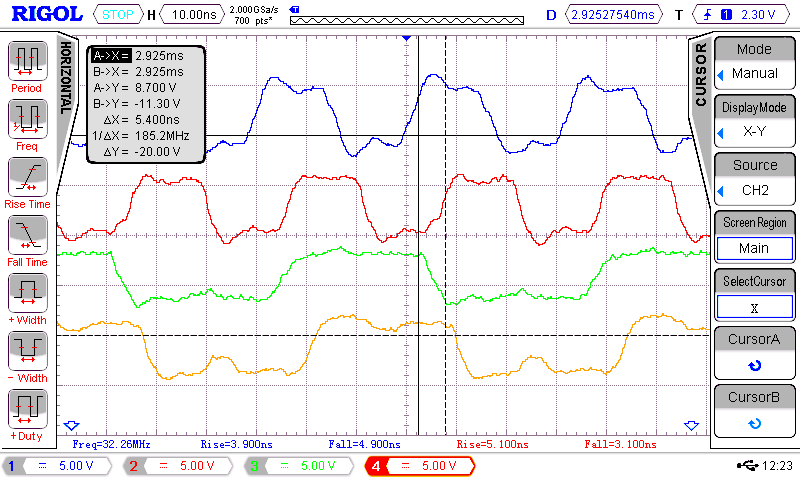 RIGOL STOP H 10.00ns 2.000GSa/s 700 pts* D 2.92527540ms T 1 2.30 V
HORIZONTAL
Period
Freq
Rise Time
Fall Time
+ Width
- Width
+Duty
A->X= 2.925ms
B->X= 2.925ms
A->Y= 8.700 V
B->Y= -11.30 V
ΔX= 5.400ns
1/ΔX= 185.2MHz
ΔY= -20.00 V
CURSOR
Mode
Manual
DisplayMode
X-Y
Source
CH2
Screen Region
Main
SelectCursor
X
CursorA
CursorB
Freq=32.26MHz Rise=3.900ns Fall=4.900ns Rise=5.100ns Fall=3.100ns
1 5.00 V 2 5.00 V 3 5.00 V 4 5.00 V 12:23